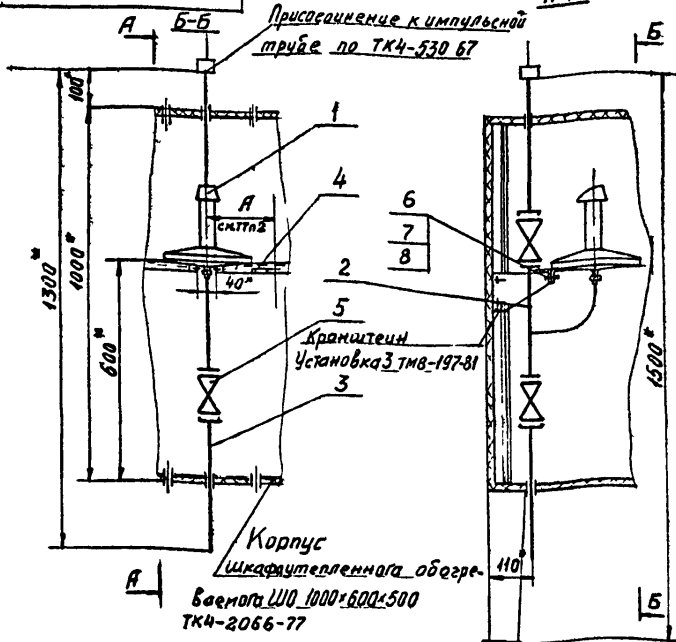 А
Б-Б
Присоединение к импульсной
трубе по ТК4-530 67
Б
100*
1
А
см.ТТп2
4
6
7
8
1300*
1000*
600*
40*
2
5
Кронштейн
Установка 3 ТМ8-197-81
3
1500*
Корпус
шкафа утепленного обогре-
ваемого ШО 1000×600×500
ТК4-2066-77
А
110
Б